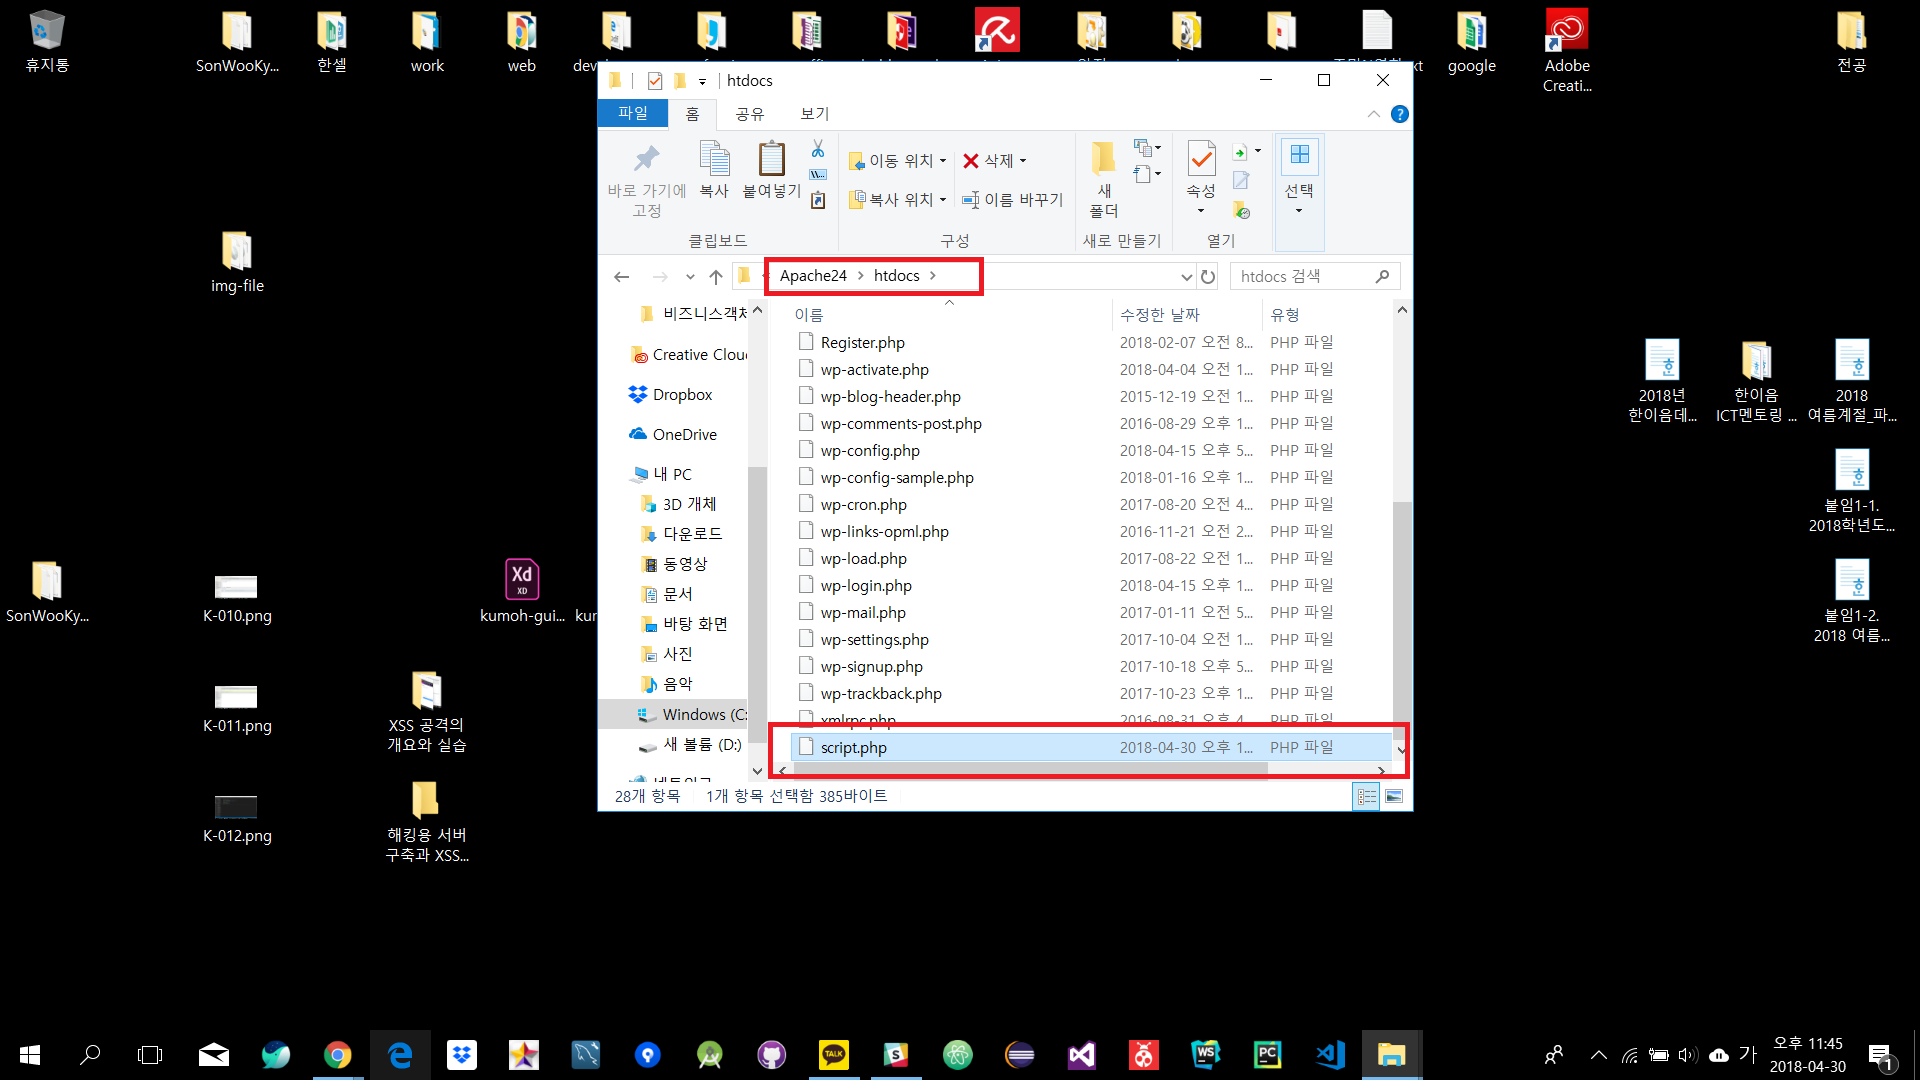 휴지통
SonWooKy...
한셀
work
web
google
Adobe
Creati...
전공
htdocs
파일
홈
공유
보기
바로 가기에
고정
복사
붙여넣기
이동 위치
복사 위치
삭제
이름 바꾸기
새
폴더
속성
선택
클립보드
구성
새로 만들기
열기
Apache24 > htdocs >
htdocs 검색
img-file
비즈니스객체
Creative Clou
Dropbox
OneDrive
내 PC
3D 개체
다운로드
동영상
문서
바탕 화면
사진
음악
Windows (C:
새 볼륨 (D:)
이름 수정한 날짜 유형
Register.php 2018-02-07 오전 8... PHP 파일
wp-activate.php 2018-04-04 오전 1... PHP 파일
wp-blog-header.php 2015-12-19 오전 1... PHP 파일
wp-comments-post.php 2016-08-29 오후 1... PHP 파일
wp-config.php 2018-04-15 오후 5... PHP 파일
wp-config-sample.php 2018-01-16 오후 1... PHP 파일
wp-cron.php 2017-08-20 오전 4... PHP 파일
wp-links-opml.php 2016-11-21 오전 2... PHP 파일
wp-load.php 2017-08-22 오전 1... PHP 파일
wp-login.php 2018-04-15 오후 1... PHP 파일
wp-mail.php 2017-01-11 오전 5... PHP 파일
wp-settings.php 2017-10-04 오전 1... PHP 파일
wp-signup.php 2017-10-18 오후 5... PHP 파일
wp-trackback.php 2017-10-23 오후 1... PHP 파일
xmlrpc.php 2016-08-31 오후 4... PHP 파일
script.php 2018-04-30 오후 1... PHP 파일
28개 항목 1개 항목 선택함 385바이트
2018년
한이음데...
한이음
ICT멘토링 ...
2018
여름계절_파...
붙임1-1.
2018학년도...
붙임1-2.
2018 여름...
SonWooKy...
K-010.png
Xd
XD
kumoh-gui...
kur
K-011.png
XSS 공격의
개요와 실습
K-012.png
해킹용 서버
구축과 XSS...
TALK
S
WS
PC
가
오후 11:45
2018-04-30
1